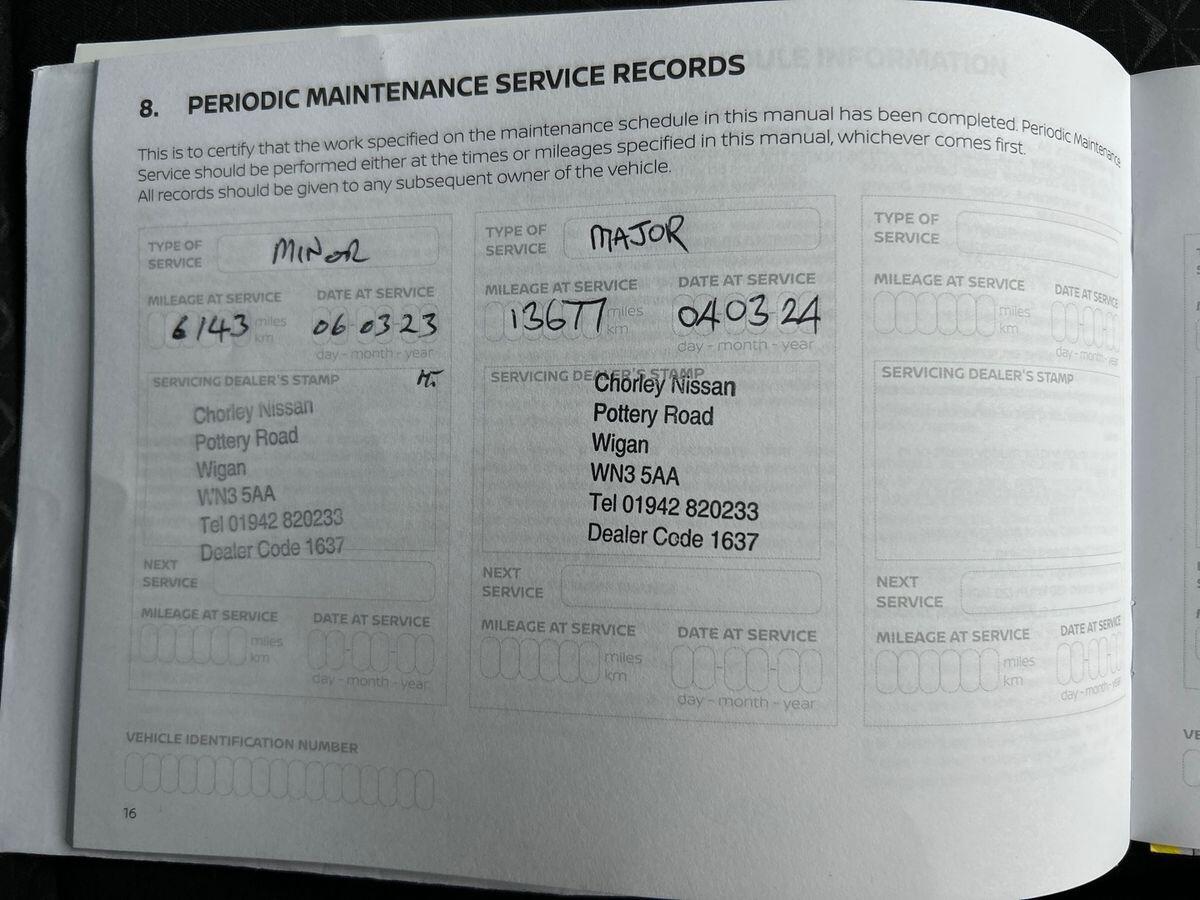 8. PERIODIC MAINTENANCE SERVICE RECORDS
This is to certify that the work specified on the maintenance schedule in this manual has been completed. Periodic Maintenance
Service should be performed either at the times or mileages specified in this manual, whichever comes first.
All records should be given to any subsequent owner of the vehicle.
TYPE OF SERVICE MINOR
MILEAGE AT SERVICE DATE AT SERVICE
6143 miles km 06 03 23
day - month - year
SERVICING DEALER'S STAMP
Chorley Nissan
Pottery Road
Wigan
WN3 5AA
Tel 01942 820233
Dealer Code 1637
NEXT SERVICE
MILEAGE AT SERVICE DATE AT SERVICE
miles km
day - month - year
TYPE OF SERVICE MAJOR
MILEAGE AT SERVICE DATE AT SERVICE
13677 miles km 04 03 24
day - month - year
SERVICING DEALER'S STAMP
Chorley Nissan
Pottery Road
Wigan
WN3 5AA
Tel 01942 820233
Dealer Code 1637
NEXT SERVICE
MILEAGE AT SERVICE DATE AT SERVICE
miles km
day - month - year
TYPE OF SERVICE
MILEAGE AT SERVICE DATE AT SERVICE
miles km
day - month - year
SERVICING DEALER'S STAMP
NEXT SERVICE
MILEAGE AT SERVICE DATE AT SERVICE
miles km
day - month - year
VEHICLE IDENTIFICATION NUMBER
16